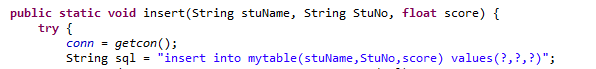 public static void insert(String stuName, String StuNo, float score) {
try {
conn = getcon();
String sql = "insert into mytable(stuName,StuNo,score) values(?,?,?)";